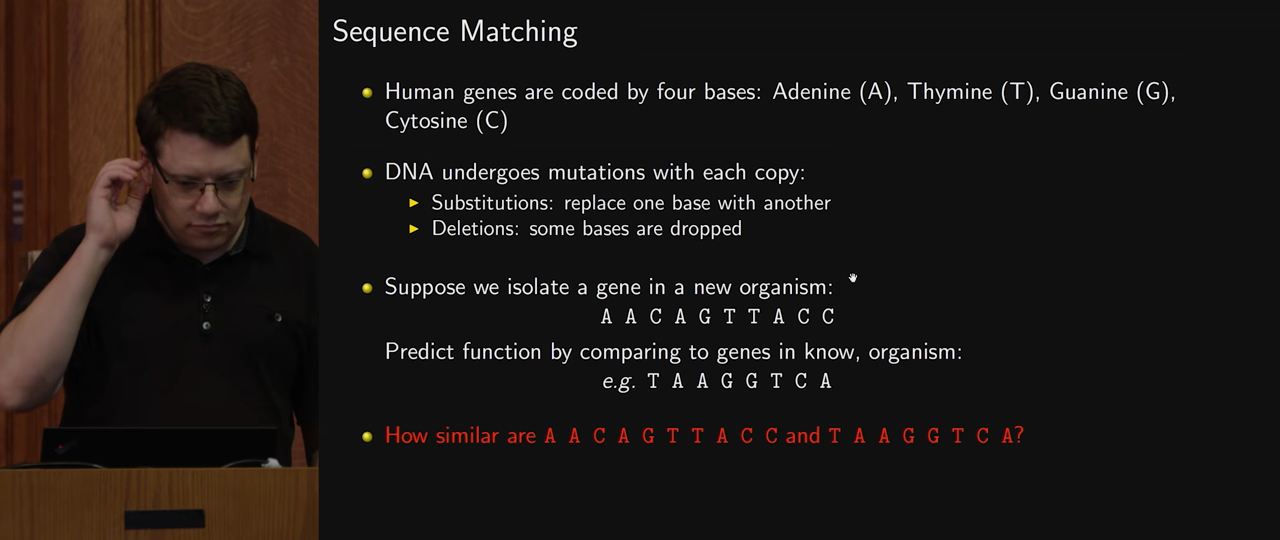 Sequence Matching
Human genes are coded by four bases: Adenine (A), Thymine (T), Guanine (G),
Cytosine (C)
DNA undergoes mutations with each copy:
Substitutions: replace one base with another
Deletions: some bases are dropped
Suppose we isolate a gene in a new organism:
A A C A G T T A C C
Predict function by comparing to genes in know, organism:
e.g. T A A G G T C A
How similar are A A C A G T T A C C and T A A G G T C A?